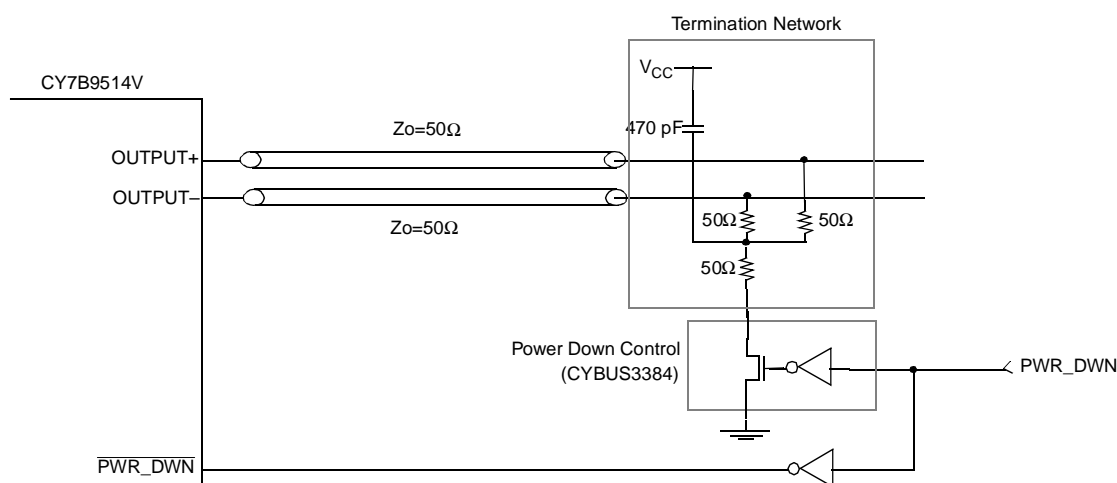 Termination Network
V_CC
CY7B9514V
470 pF
Zo=50Ω
OUTPUT+
OUTPUT–
50Ω
50Ω
Zo=50Ω
50Ω
Power Down Control
(CYBUS3384)
PWR_DWN
PWR_DWN